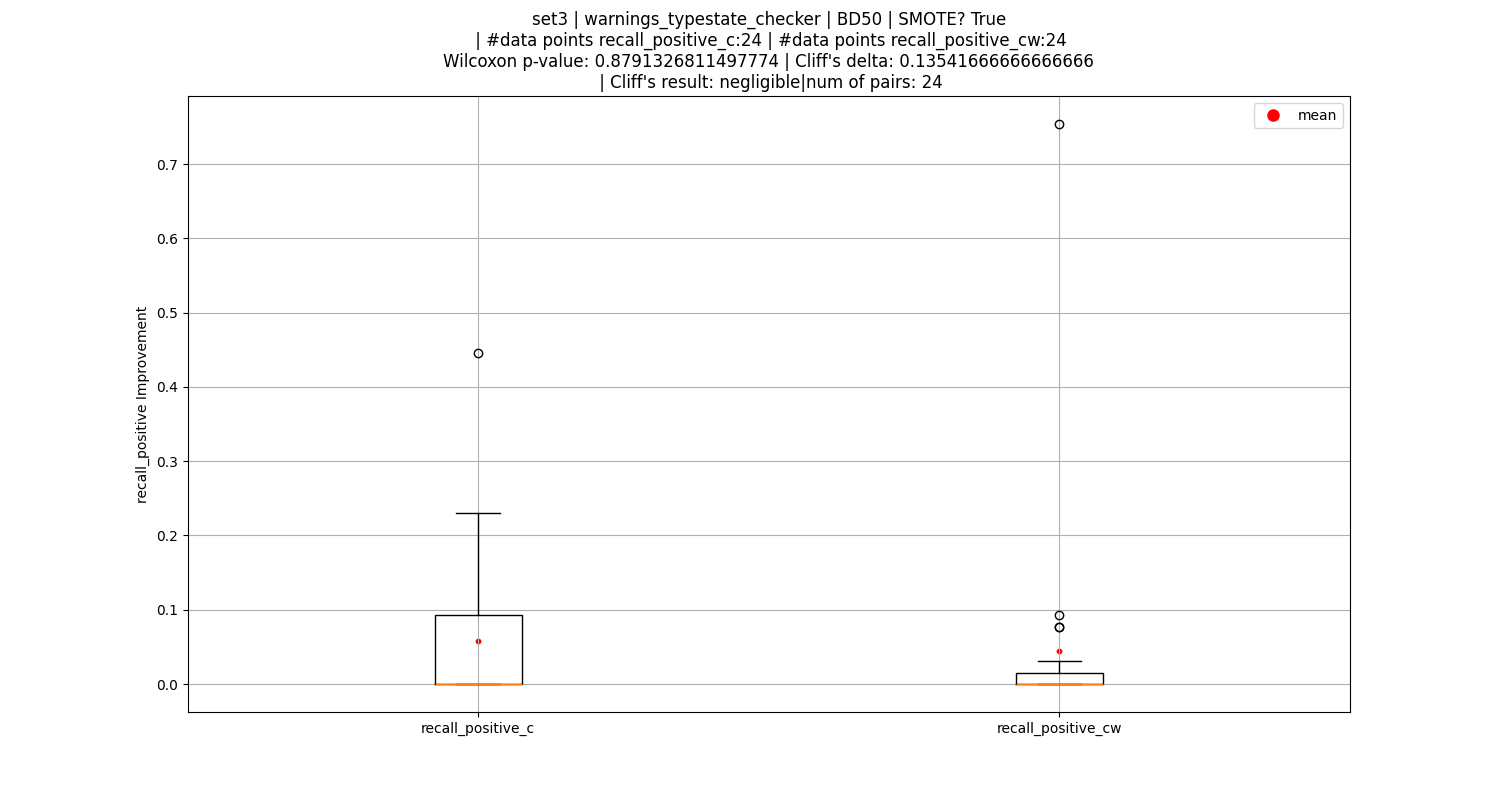 set3 | warnings_typestate_checker | BD50 | SMOTE? True
| #data points recall_positive_c:24 | #data points recall_positive_cw:24
Wilcoxon p-value: 0.8791326811497774 | Cliff's delta: 0.13541666666666666
| Cliff's result: negligible|num of pairs: 24
mean
0.7
0.6
0.5
0.4
0.3
0.2
0.1
0.0
recall_positive Improvement
recall_positive_c
recall_positive_cw